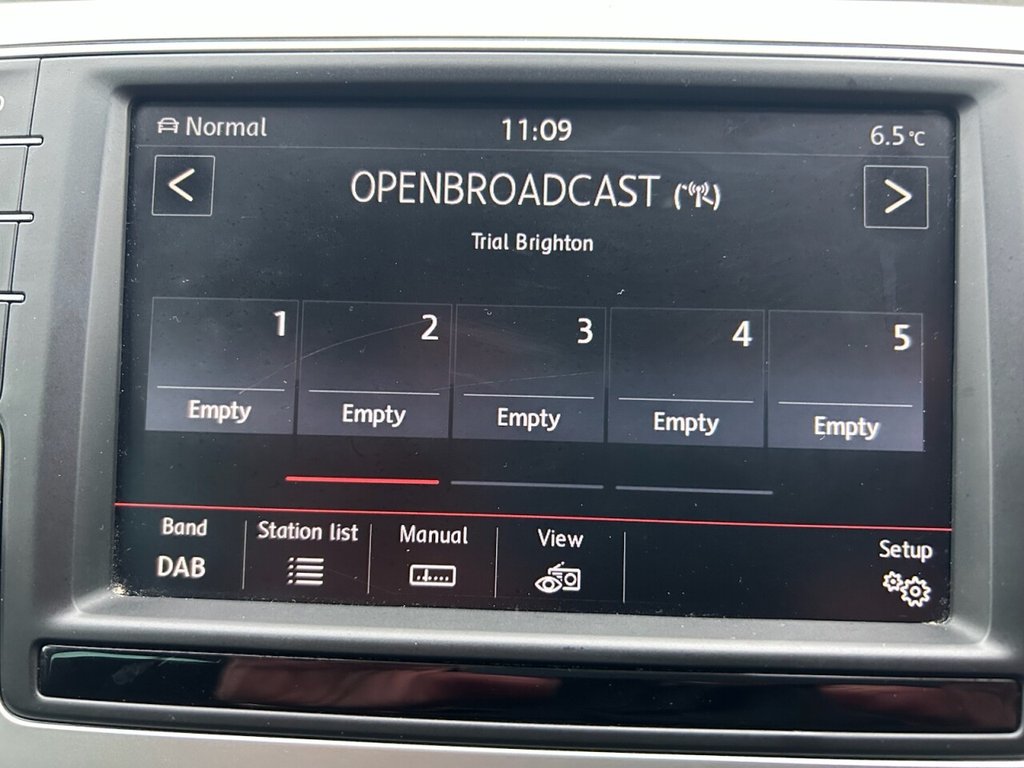 Normal 11:09 6.5°C
< OPENBROADCAST >
Trial Brighton
1 2 3 4 5
Empty Empty Empty Empty Empty
Band Station list Manual View Setup
DAB